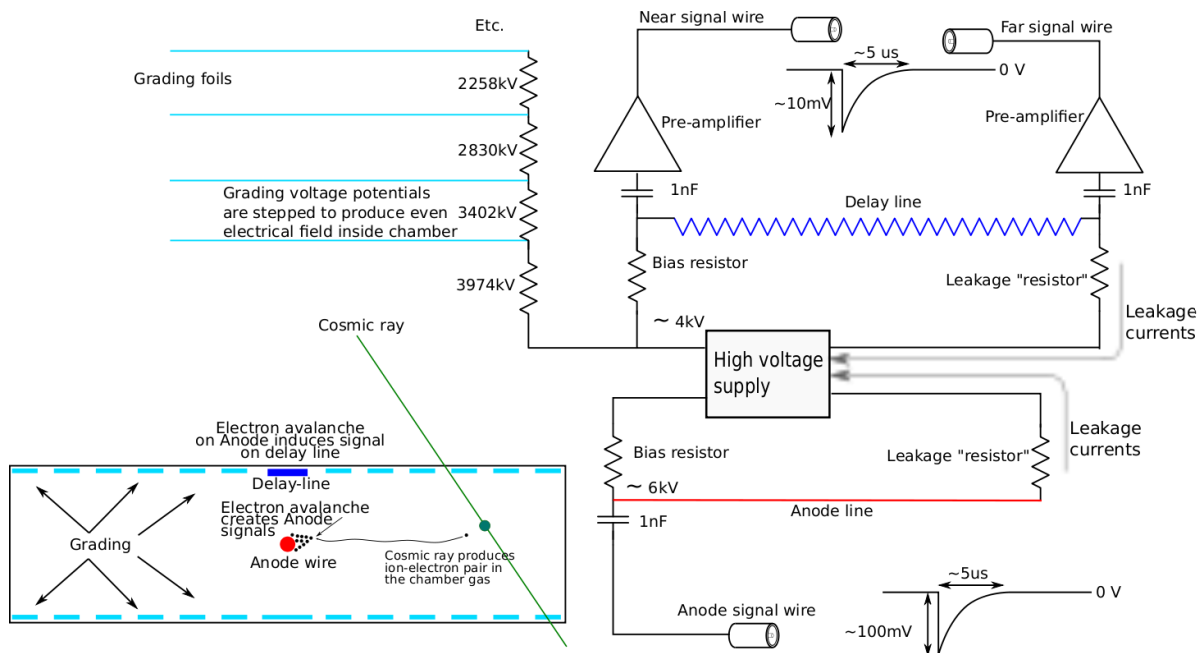 Etc.
Near signal wire
Far signal wire
Grading foils
2258kV
~5 us
0 V
~10mV
Pre-amplifier
Pre-amplifier
2830kV
1nF
1nF
Grading voltage potentials
are stepped to produce even
electrical field inside chamber
3402kV
Delay line
Bias resistor
Leakage "resistor"
3974kV
Leakage
currents
~ 4kV
Cosmic ray
High voltage
supply
Electron avalanche
on Anode induces signal
on delay line
Leakage
currents
Bias resistor
Leakage "resistor"
Delay-line
~ 6kV
Anode line
Electron avalanche
creates Anode
signals
1nF
Grading
Anode wire
Cosmic ray produces
ion-electron pair in
the chamber gas
~5us
0 V
Anode signal wire
~100mV